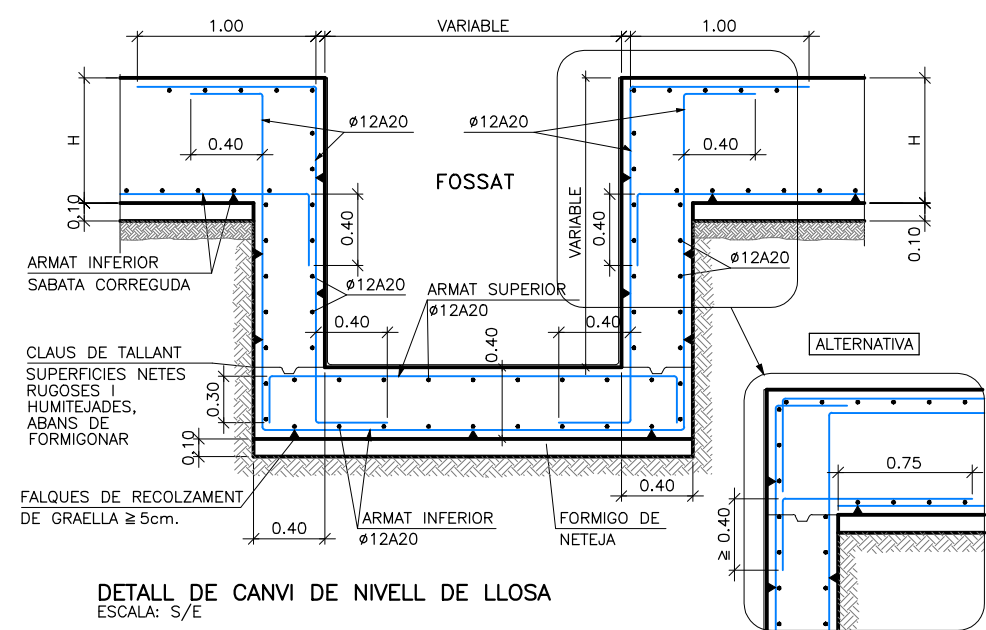 1.00
VARIABLE
1.00
H
ø12A20
ø12A20
0.40
0.40
H
FOSSAT
VARIABLE
0,10
0.40
0.40
0.10
ARMAT INFERIOR
SABATA CORREGUDA
ø12A20
ø12A20
ARMAT SUPERIOR
ø12A20
0.40
0.40
0.40
ALTERNATIVA
CLAUS DE TALLANT
SUPERFICIES NETES
RUGOSES I
HUMITEJADES,
ABANS DE
FORMIGONAR
0.30
0,10
0.75
≥ 0.40
FALQUES DE RECOLZAMENT
DE GRAELLA ≥ 5cm.
0.40
0.40
ARMAT INFERIOR
ø12A20
FORMIGO DE
NETEJA
DETALL DE CANVI DE NIVELL DE LLOSA
ESCALA: S/E